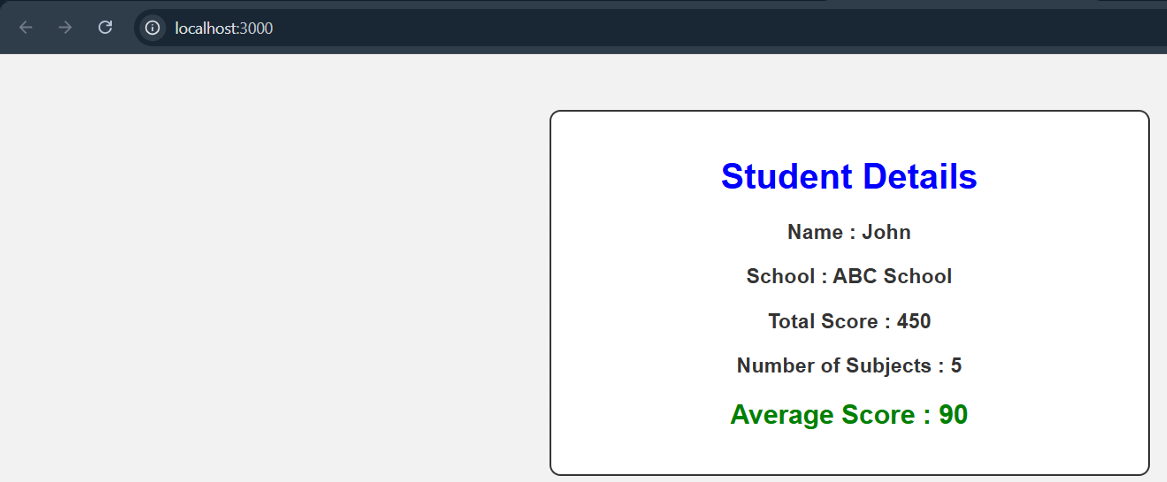 localhost:3000
Student Details
Name : John
School : ABC School
Total Score : 450
Number of Subjects : 5
Average Score : 90